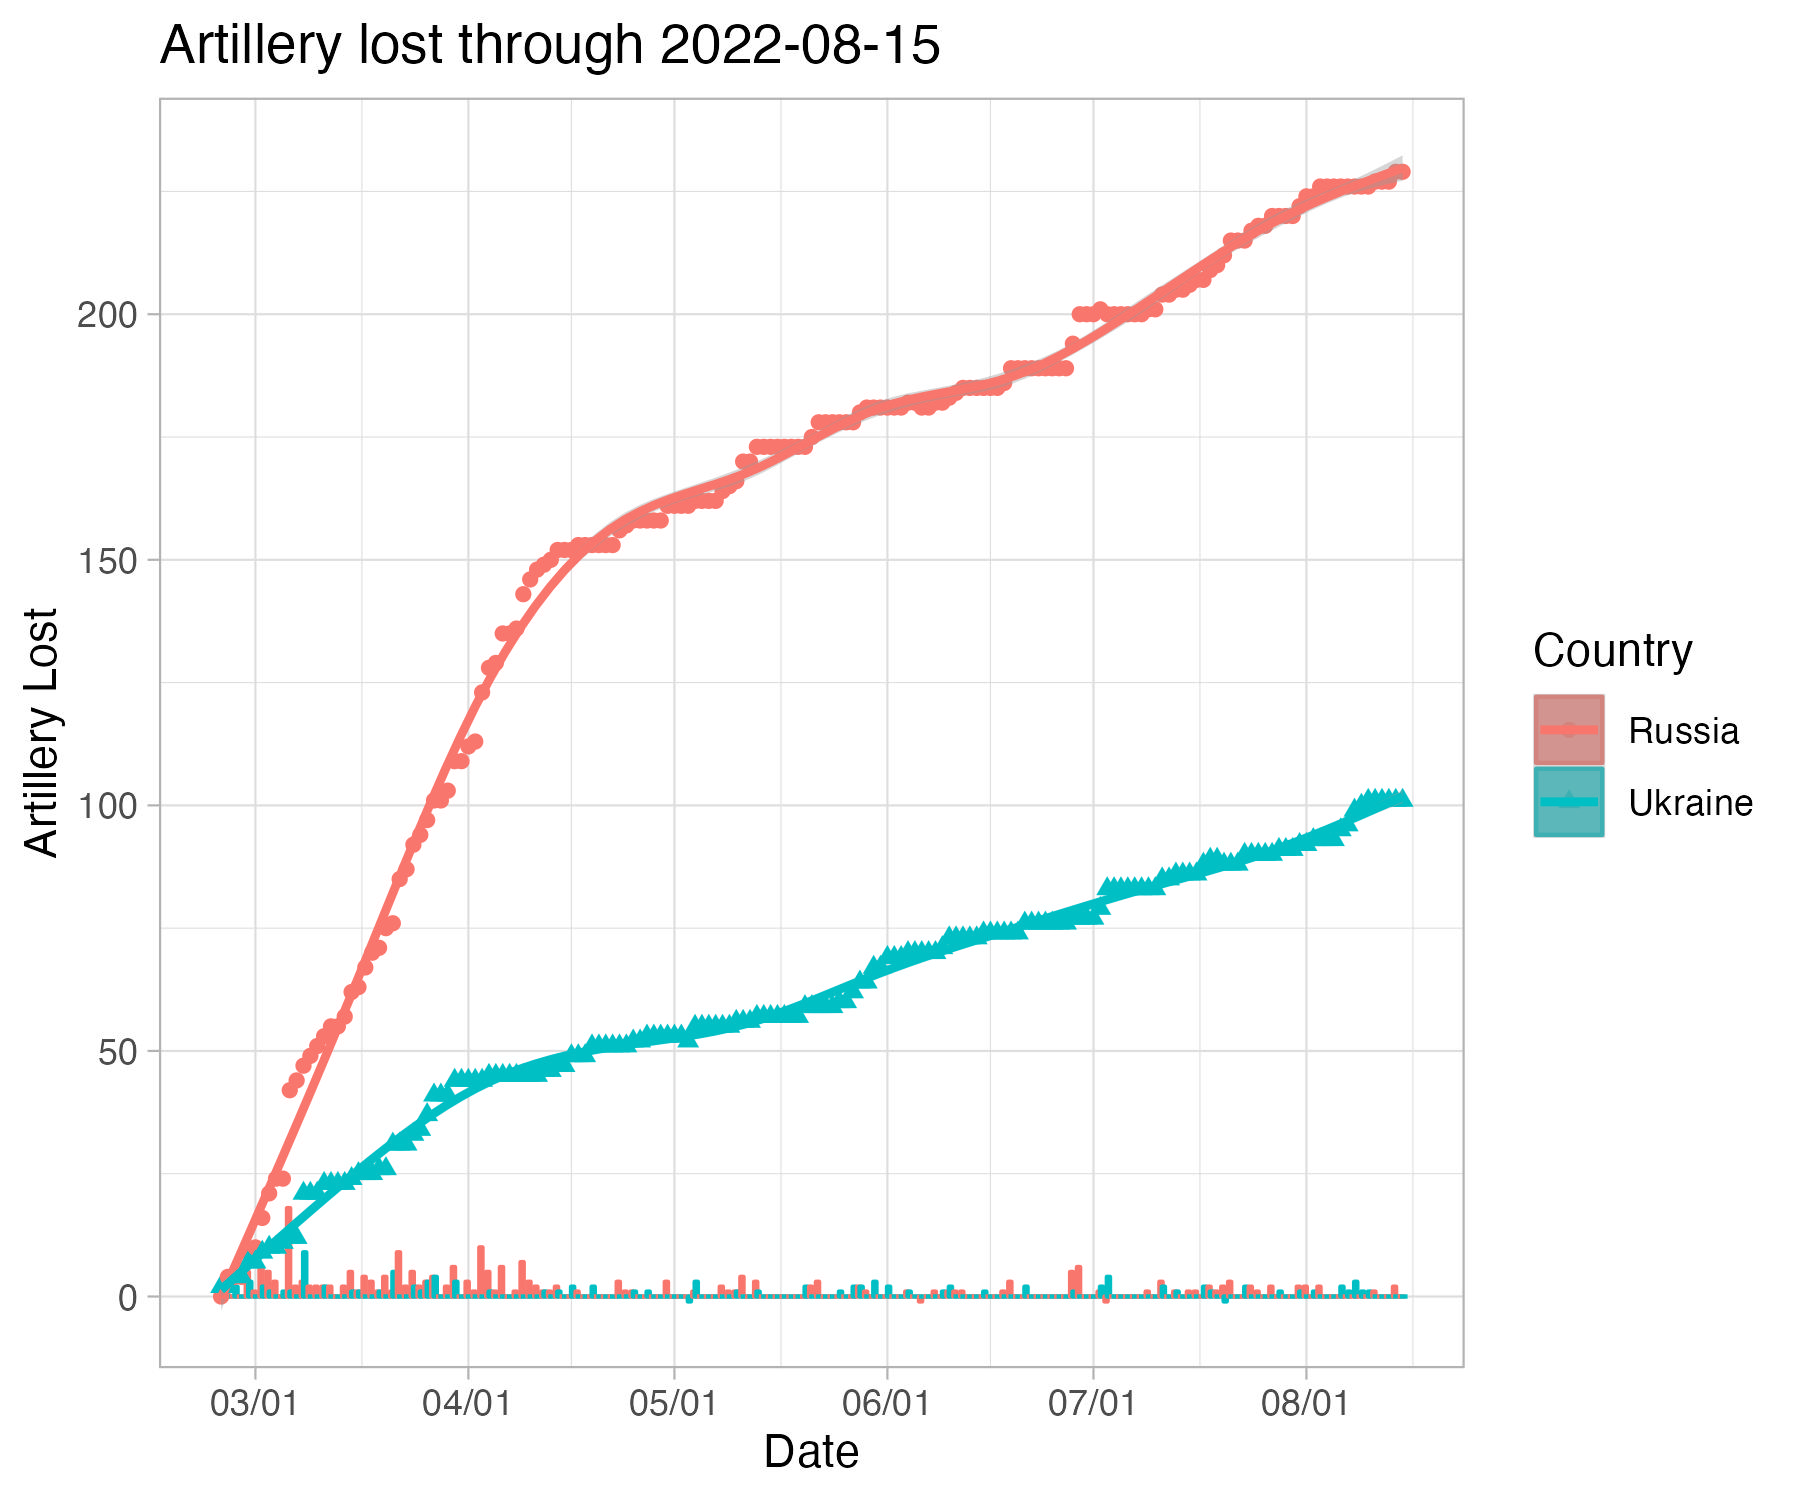 Artillery lost through 2022-08-15
Artillery Lost
200
150
100
50
0
03/01
04/01
05/01
06/01
07/01
08/01
Date
Country
Russia
Ukraine